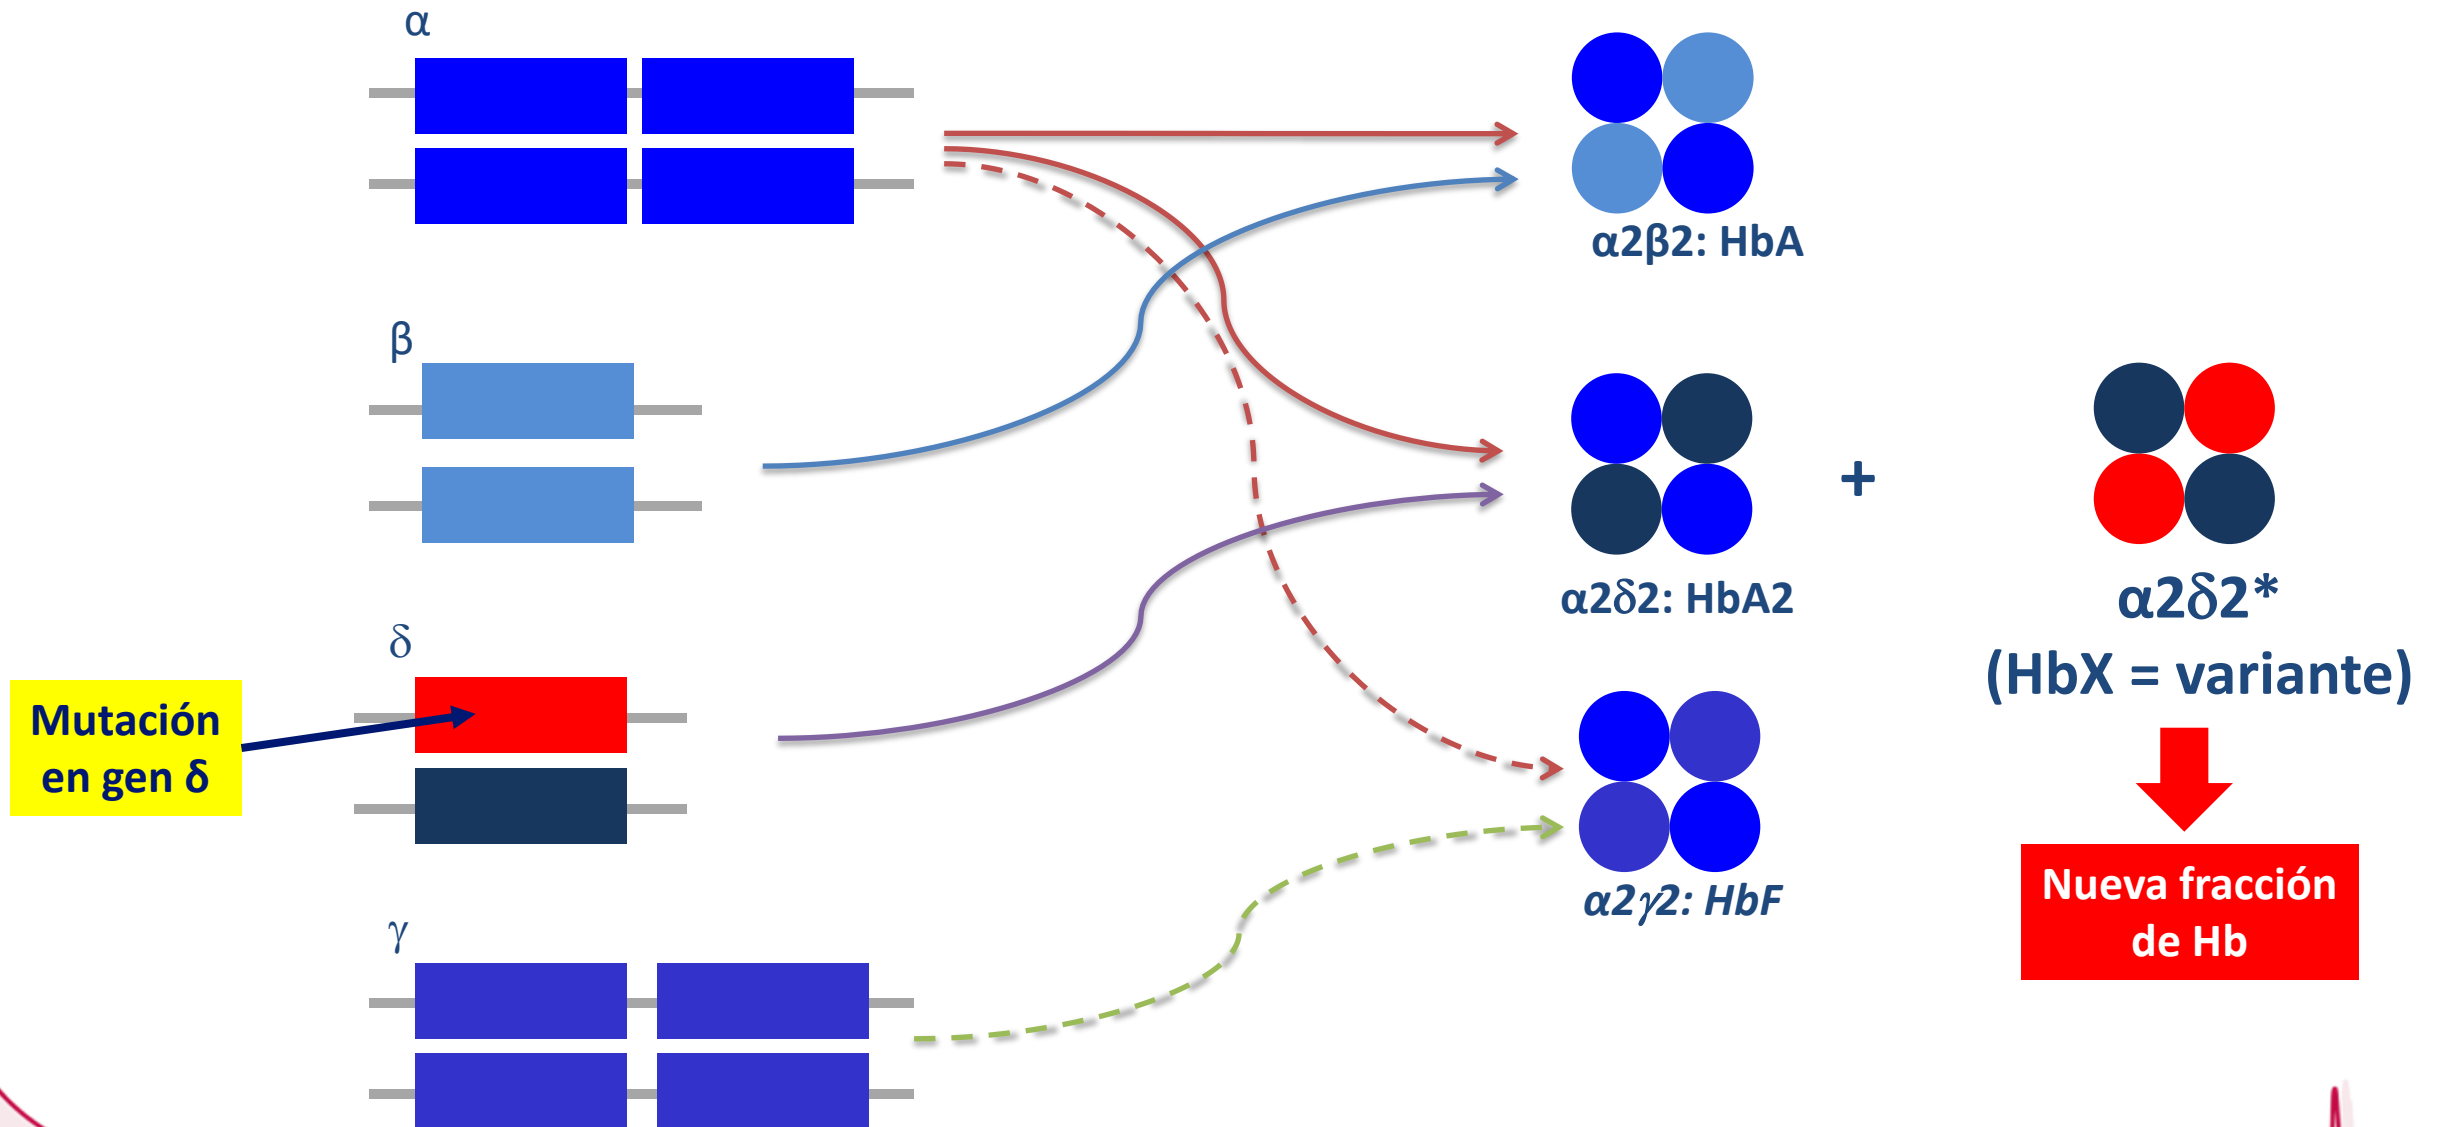 α
α2β2: HbA
β
α2δ2: HbA2
+
α2δ2*
(HbX = variante)
δ
Mutación
en gen δ
α2γ2: HbF
Nueva fracción
de Hb
γ